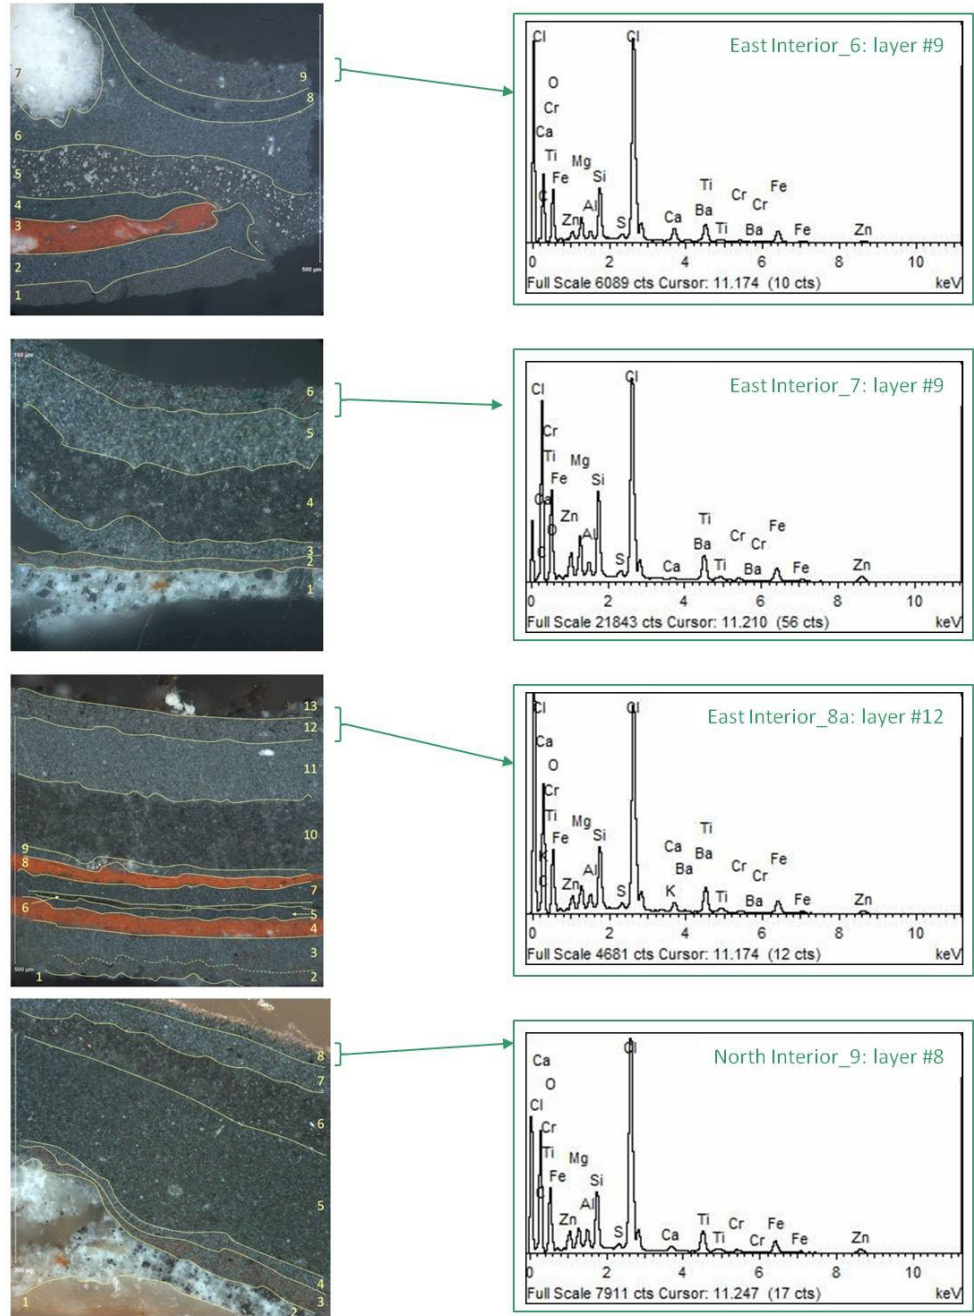 7
9
8
6
5
4
3
2
1
500 µm
East Interior_6: layer #9
Cl
Cl
O
Cr
Ca
Ti
Mg
Fe
Si
C
Zn
Al
S
Ca
Ti
Ba
Ti
Cr
Cr
Ba
Fe
Fe
Zn
0 2 4 6 8 10
Full Scale 6089 cts Cursor: 11.174 (10 cts) keV
100 µm
6
5
4
3
2
1
East Interior_7: layer #9
Cl
Cl
Cr
Ti
Mg
Fe
Si
Ca
Zn
O
Al
C
S
Ca
Ti
Ba
Ti
Cr
Cr
Ba
Fe
Fe
Zn
0 2 4 6 8 10
Full Scale 21843 cts Cursor: 11.210 (56 cts) keV
13
12
11
10
9
8
7
6
5
4
3
2
1
500 µm
East Interior_8a: layer #12
Cl
Cl
Ca
O
Cr
Ti
Mg
Fe
Si
K
C
Zn
Al
S
K
Ca
Ba
Ti
Ba
Ti
Cr
Cr
Ba
Fe
Fe
Zn
0 2 4 6 8 10
Full Scale 4681 cts Cursor: 11.174 (12 cts) keV
8
7
6
5
4
3
2
1
North Interior_9: layer #8
Cl
Ca
O
Cl
Cr
Ti
Mg
Fe
Si
C
Zn
Al
S
Ca
Ti
Ti
Cr
Cr
Fe
Fe
Zn
0 2 4 6 8 10
Full Scale 7911 cts Cursor: 11.247 (17 cts) keV